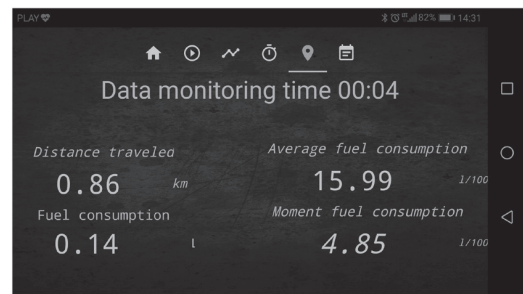 PLAY 82% 14:31
Data monitoring time 00:04
Distance traveled
0.86 km
Fuel consumption
0.14 l
Average fuel consumption
15.99 l/100
Moment fuel consumption
4.85 l/100